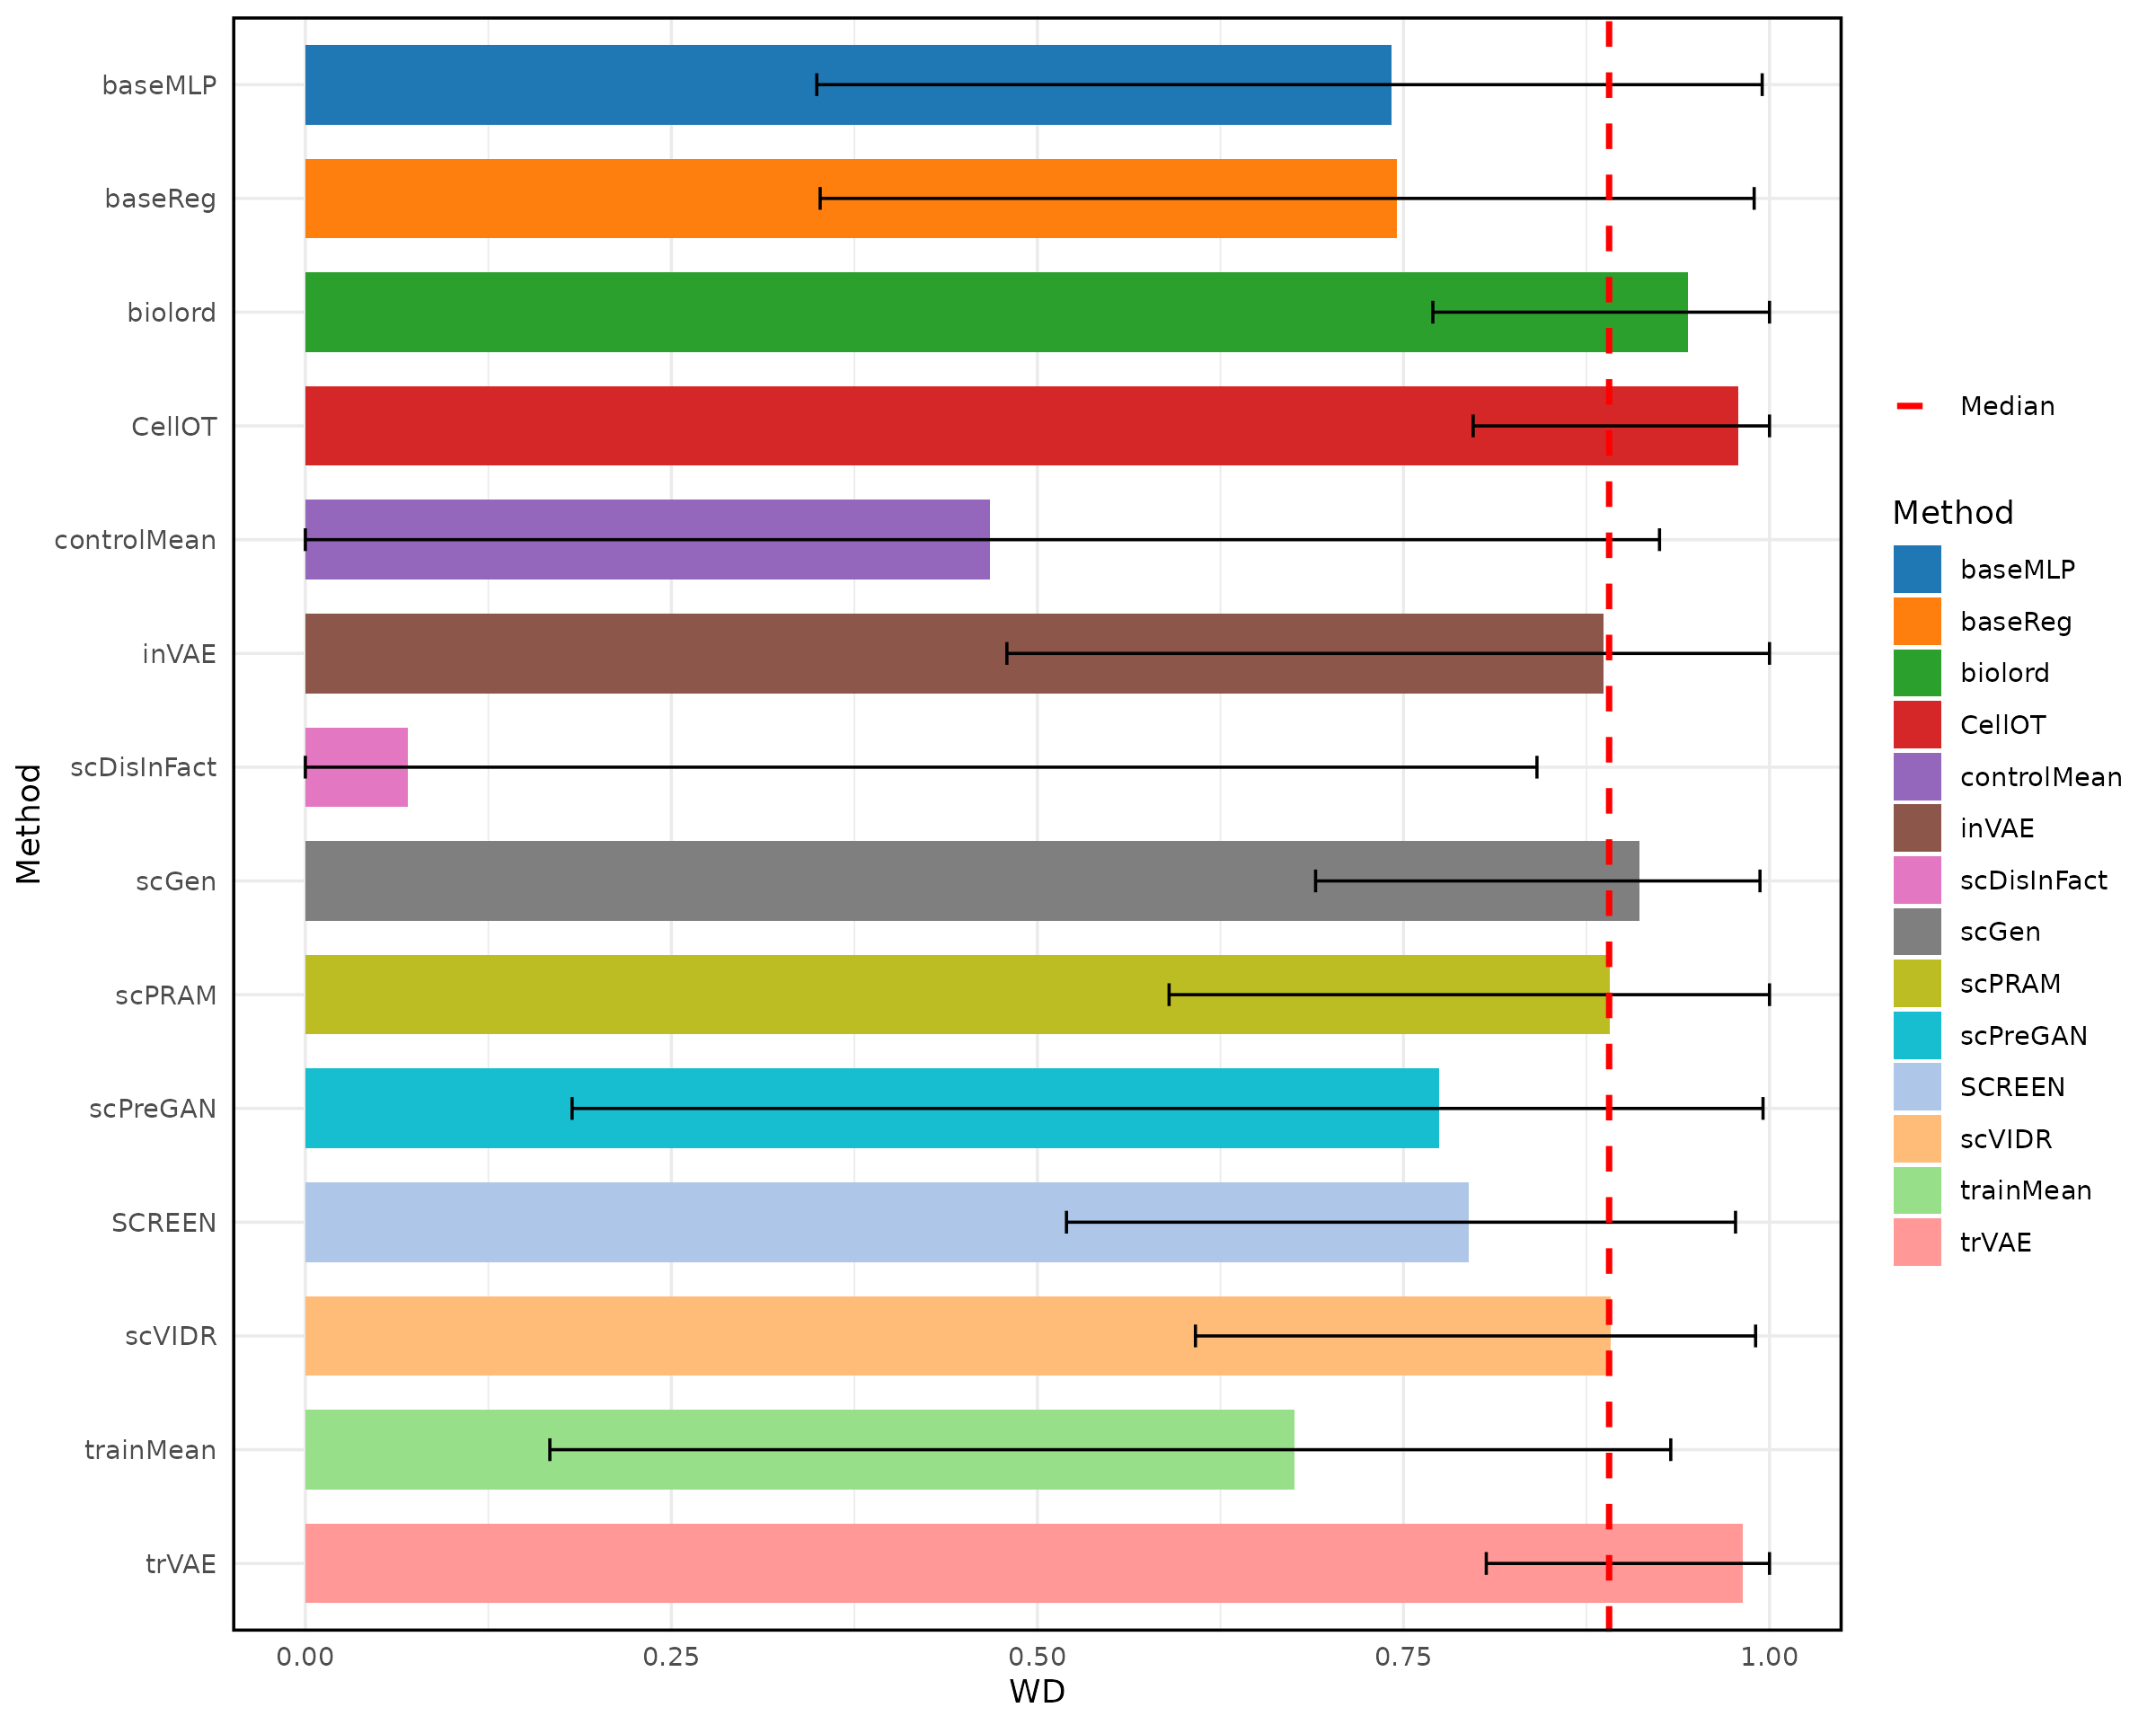 baseMLP
baseReg
biolord
CellOT
controlMean
inVAE
scDisInFact
scGen
scPRAM
scPreGAN
SCREEN
scVIDR
trainMean
trVAE
Method
0.00 0.25 0.50 0.75 1.00
WD
Median
Method
baseMLP
baseReg
biolord
CellOT
controlMean
inVAE
scDisInFact
scGen
scPRAM
scPreGAN
SCREEN
scVIDR
trainMean
trVAE